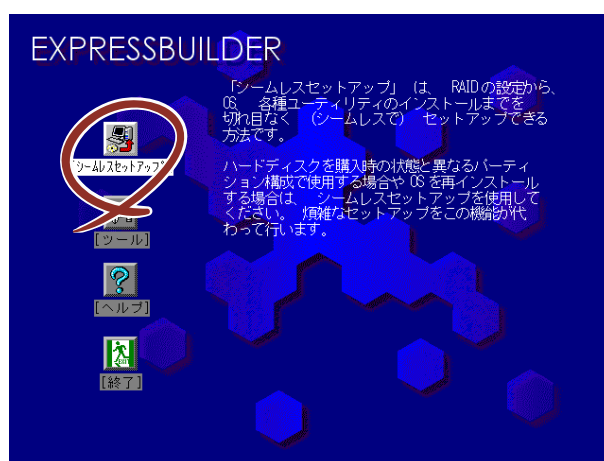 EXPRESSBUILDER
「シームレスセットアップ」 は、 RAIDの設定から、
OS、 各種ユーティリティのインストールまでを
切れ目なく (シームレスで) セットアップできる
方法です。
ハードディスクを購入時の状態と異なるパーティ
ション構成で使用する場合や OSを再インストール
する場合は、 シームレスセットアップを使用して
ください。 煩雑なセットアップをこの機能が代
わって行います。
シームレスセットアップ
[ツール]
[ヘルプ]
EXIT
[終了]